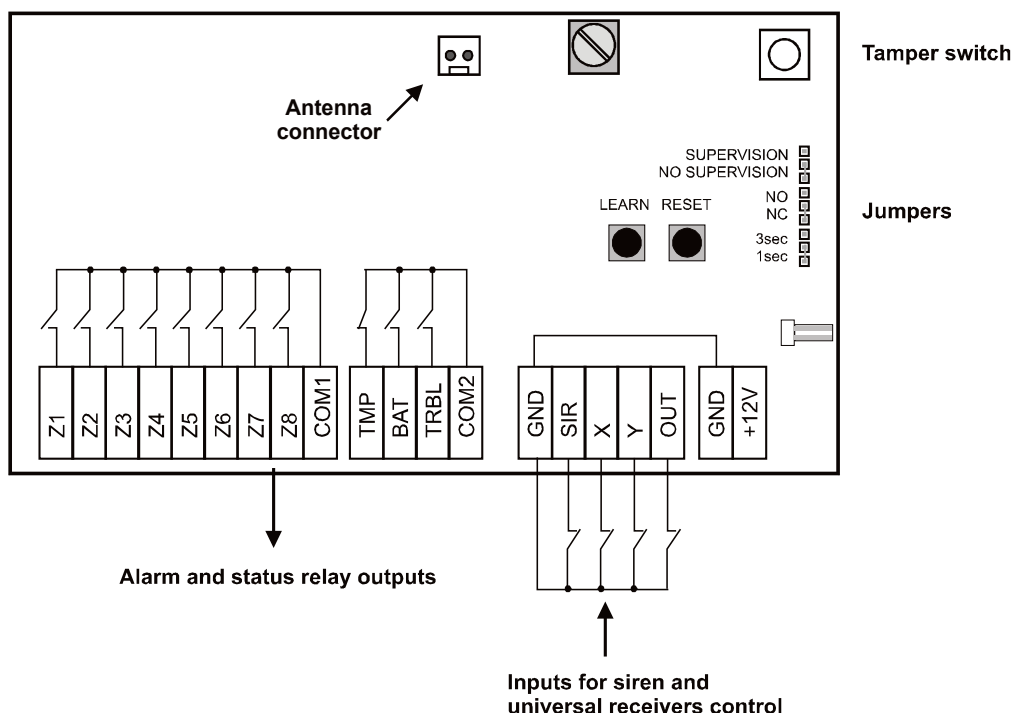 Tamper switch
Antenna
connector
SUPERVISION
NO SUPERVISION
NO
NC
Jumpers
LEARN RESET
3sec
1sec
Z1
Z2
Z3
Z4
Z5
Z6
Z7
Z8
COM1
TMP
BAT
TRBL
COM2
GND
SIR
X
Y
OUT
GND
+12V
Alarm and status relay outputs
Inputs for siren and
universal receivers control